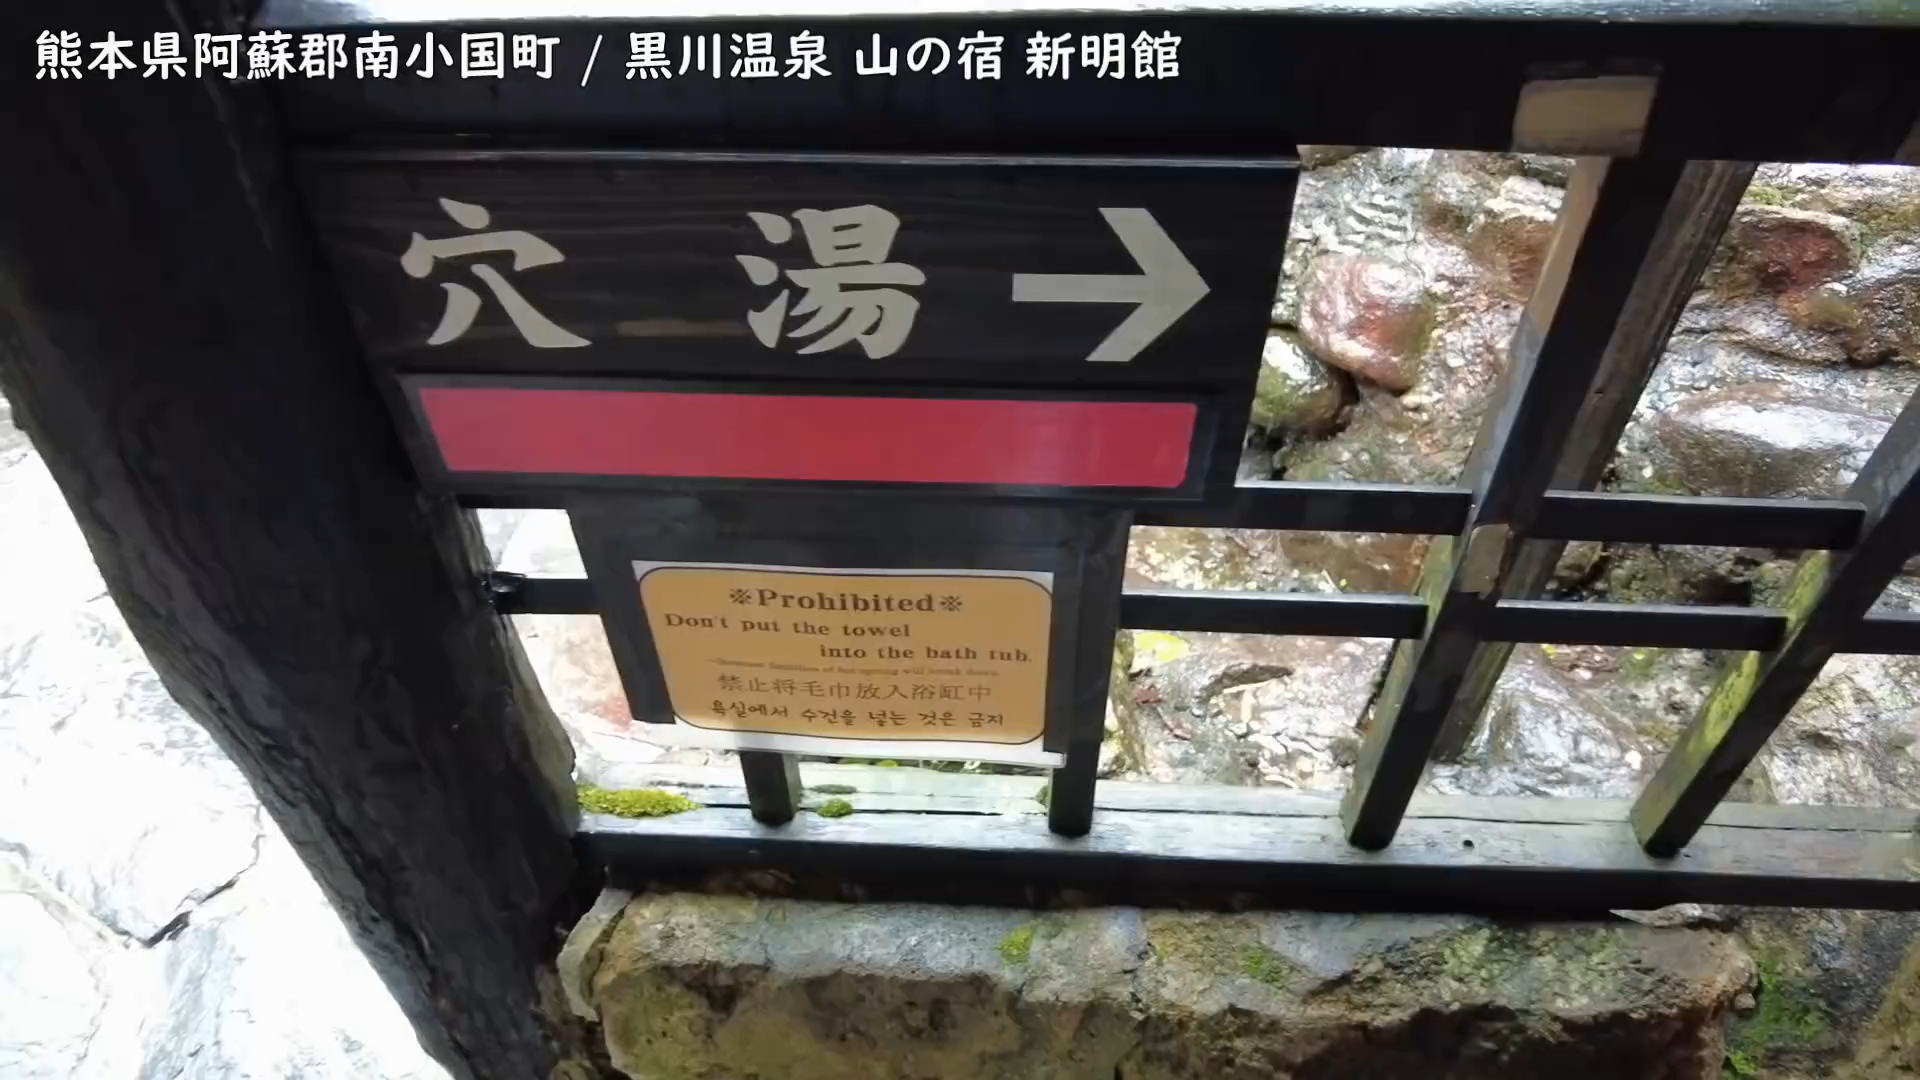 熊本県阿蘇郡南小国町 / 黒川温泉 山の宿 新明館
穴湯→
※Prohibited※
Don't put the towel
into the bath tub.
禁止将毛巾放入浴缸中
욕실에서 수건을 넣는 것은 금지